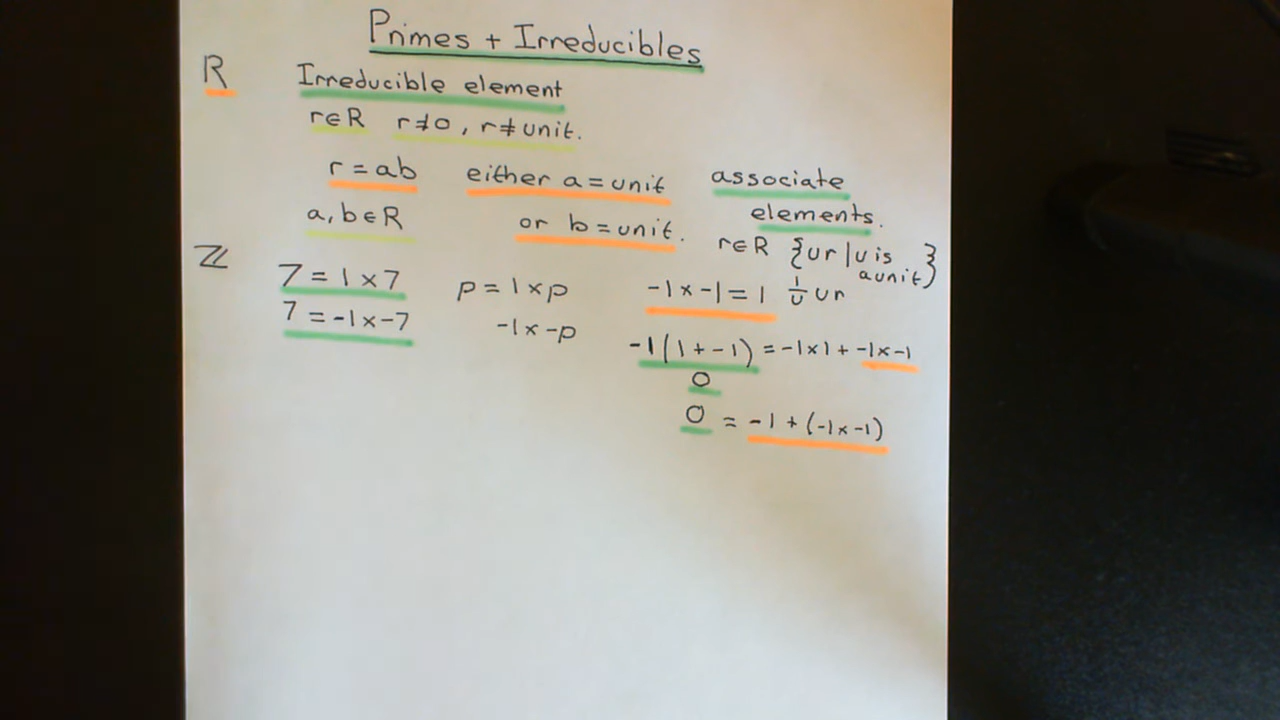 Primes + Irreducibles
R Irreducible element
r∈R r≠0, r≠unit.
r = ab either a = unit
a, b ∈ R or b = unit.
associate
elements.
r∈R {ur | u is
a unit}
ℤ 7 = 1 × 7 p = 1 × p -1 × -1 = 1 1/u ur
7 = -1 × -7 -1 × -p
-1(1 + -1) = -1 × 1 + -1 × -1
0
0 = -1 + (-1 × -1)